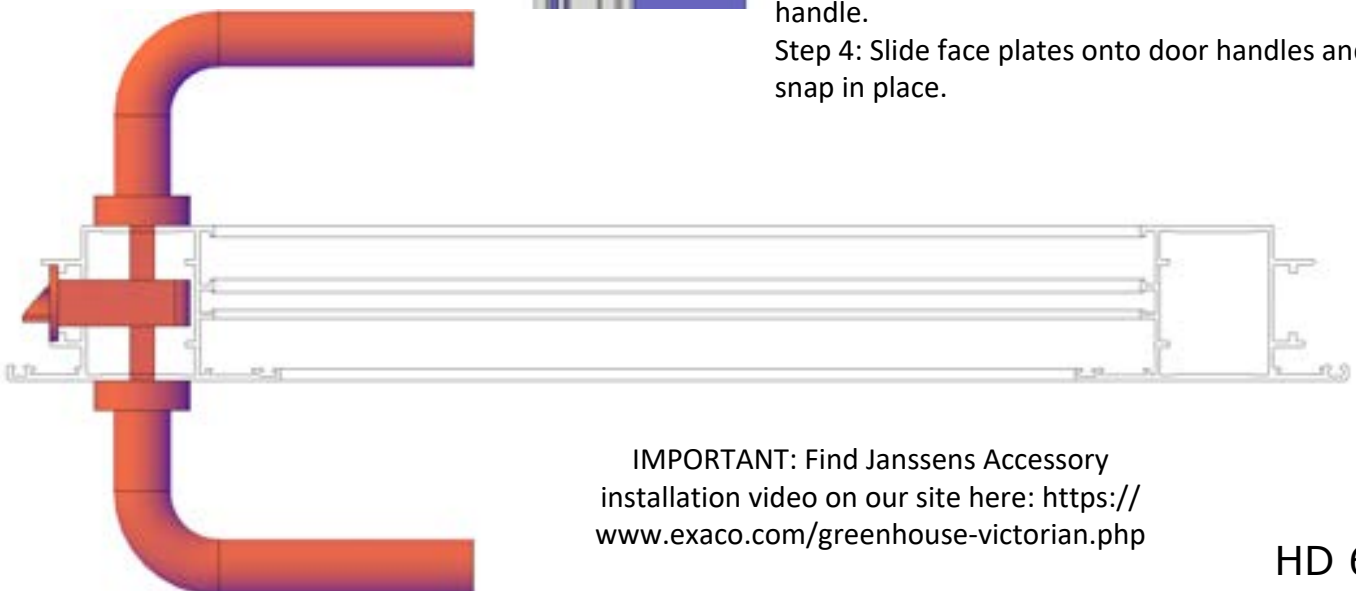 handle.
Step 4: Slide face plates onto door handles and
snap in place.
IMPORTANT: Find Janssens Accessory
installation video on our site here: https://
www.exaco.com/greenhouse-victorian.php
HD 6